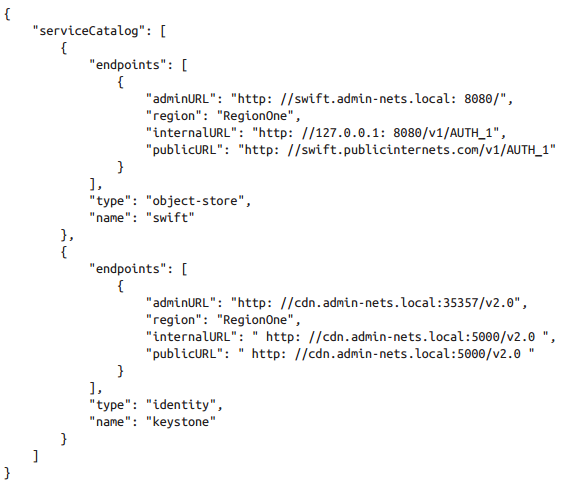 {
    "serviceCatalog": [
        {
            "endpoints": [
                {
                    "adminURL": "http: //swift.admin-nets.local: 8080/",
                    "region": "RegionOne",
                    "internalURL": "http: //127.0.0.1: 8080/v1/AUTH_1",
                    "publicURL": "http: //swift.publicinternets.com/v1/AUTH_1"
                }
            ],
            "type": "object-store",
            "name": "swift"
        },
        {
            "endpoints": [
                {
                    "adminURL": "http: //cdn.admin-nets.local:35357/v2.0",
                    "region": "RegionOne",
                    "internalURL": " http: //cdn.admin-nets.local:5000/v2.0 ",
                    "publicURL": " http: //cdn.admin-nets.local:5000/v2.0 "
                }
            ],
            "type": "identity",
            "name": "keystone"
        }
    ]
}